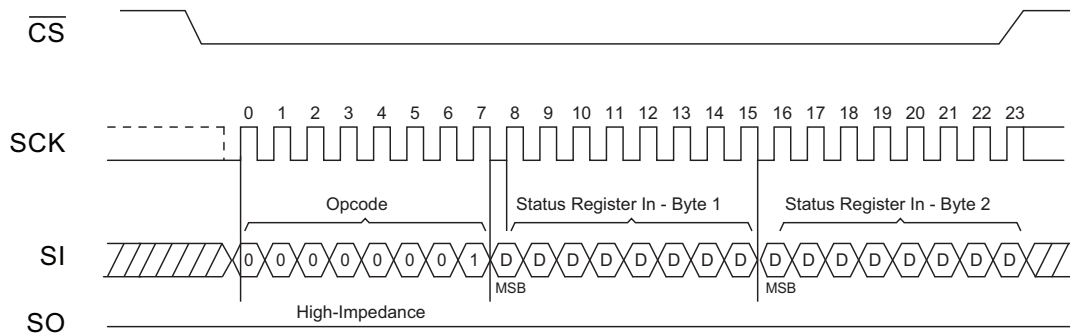 CS
0 1 2 3 4 5 6 7 8 9 10 11 12 13 14 15 16 17 18 19 20 21 22 23
SCK
Opcode Status Register In - Byte 1 Status Register In - Byte 2
SI 0 0 0 0 0 0 0 1 D D D D D D D D D D D D D D D D
MSB MSB
High-Impedance
SO